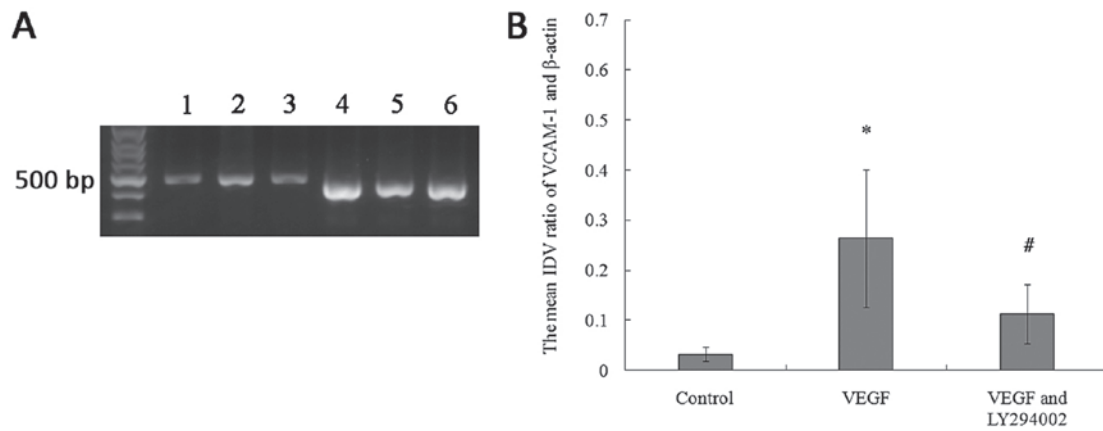 A
1 2 3 4 5 6
500 bp
B
The mean IDV ratio of VCAM-1 and β-actin
0.7
0.6
0.5
0.4
0.3
0.2
0.1
0
*
#
Control
VEGF
VEGF and
LY294002